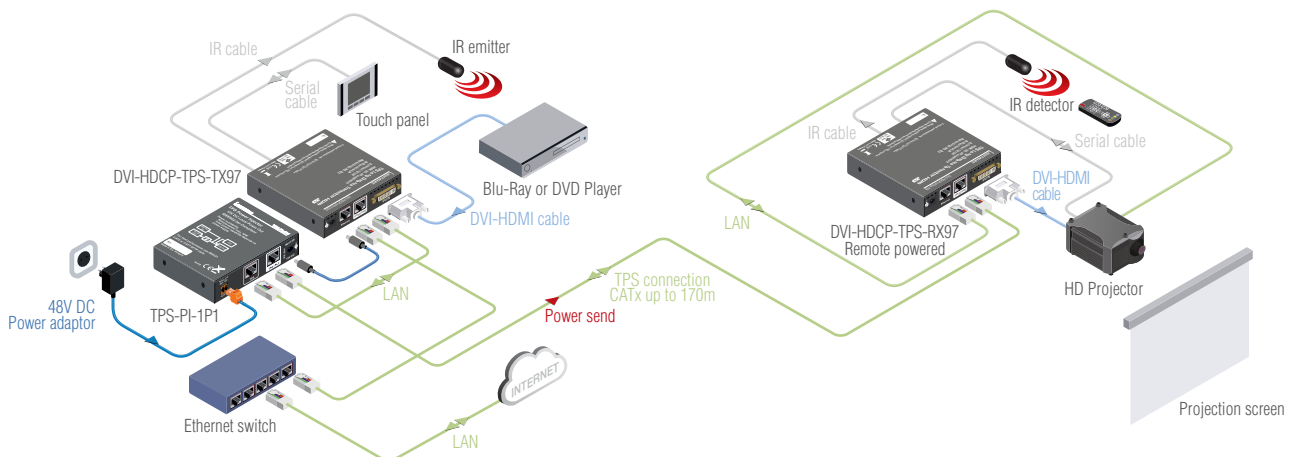 IR cable
IR emitter
Serial
cable
Touch panel
DVI-HDCP-TPS-TX97
Blu-Ray or DVD Player
DVI-HDMI cable
48V DC
Power adaptor
TPS-PI-1P1
LAN
Ethernet switch
INTERNET
LAN
Power send
TPS connection
CATx up to 170m
LAN
IR cable
IR detector
Serial cable
DVI-HDMI
cable
DVI-HDCP-TPS-RX97
Remote powered
HD Projector
Projection screen